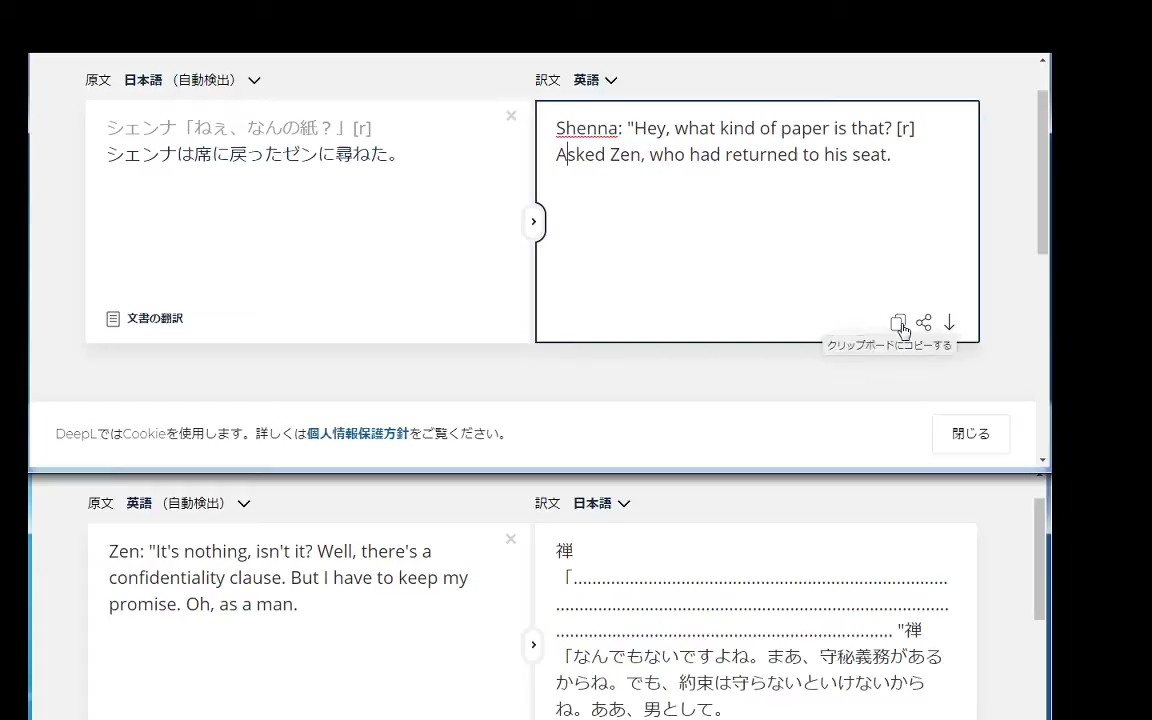 原文 日本語 （自動検出）
訳文 英語
シェンナ「ねぇ、なんの紙？」[r]
シェンナは席に戻ったゼンに尋ねた。
文書の翻訳
Shenna: "Hey, what kind of paper is that? [r]
Asked Zen, who had returned to his seat.
クリップボードにコピーする
DeepLではCookieを使用します。詳しくは個人情報保護方針をご覧ください。
閉じる
原文 英語 （自動検出）
訳文 日本語
Zen: "It's nothing, isn't it? Well, there's a
confidentiality clause. But I have to keep my
promise. Oh, as a man.
禅
「...........................................................................
..............................................................................
................................................................... "禅
「なんでもないですよね。まあ、守秘義務がある
からね。でも、約束は守らないといけないから
ね。ああ、男として。